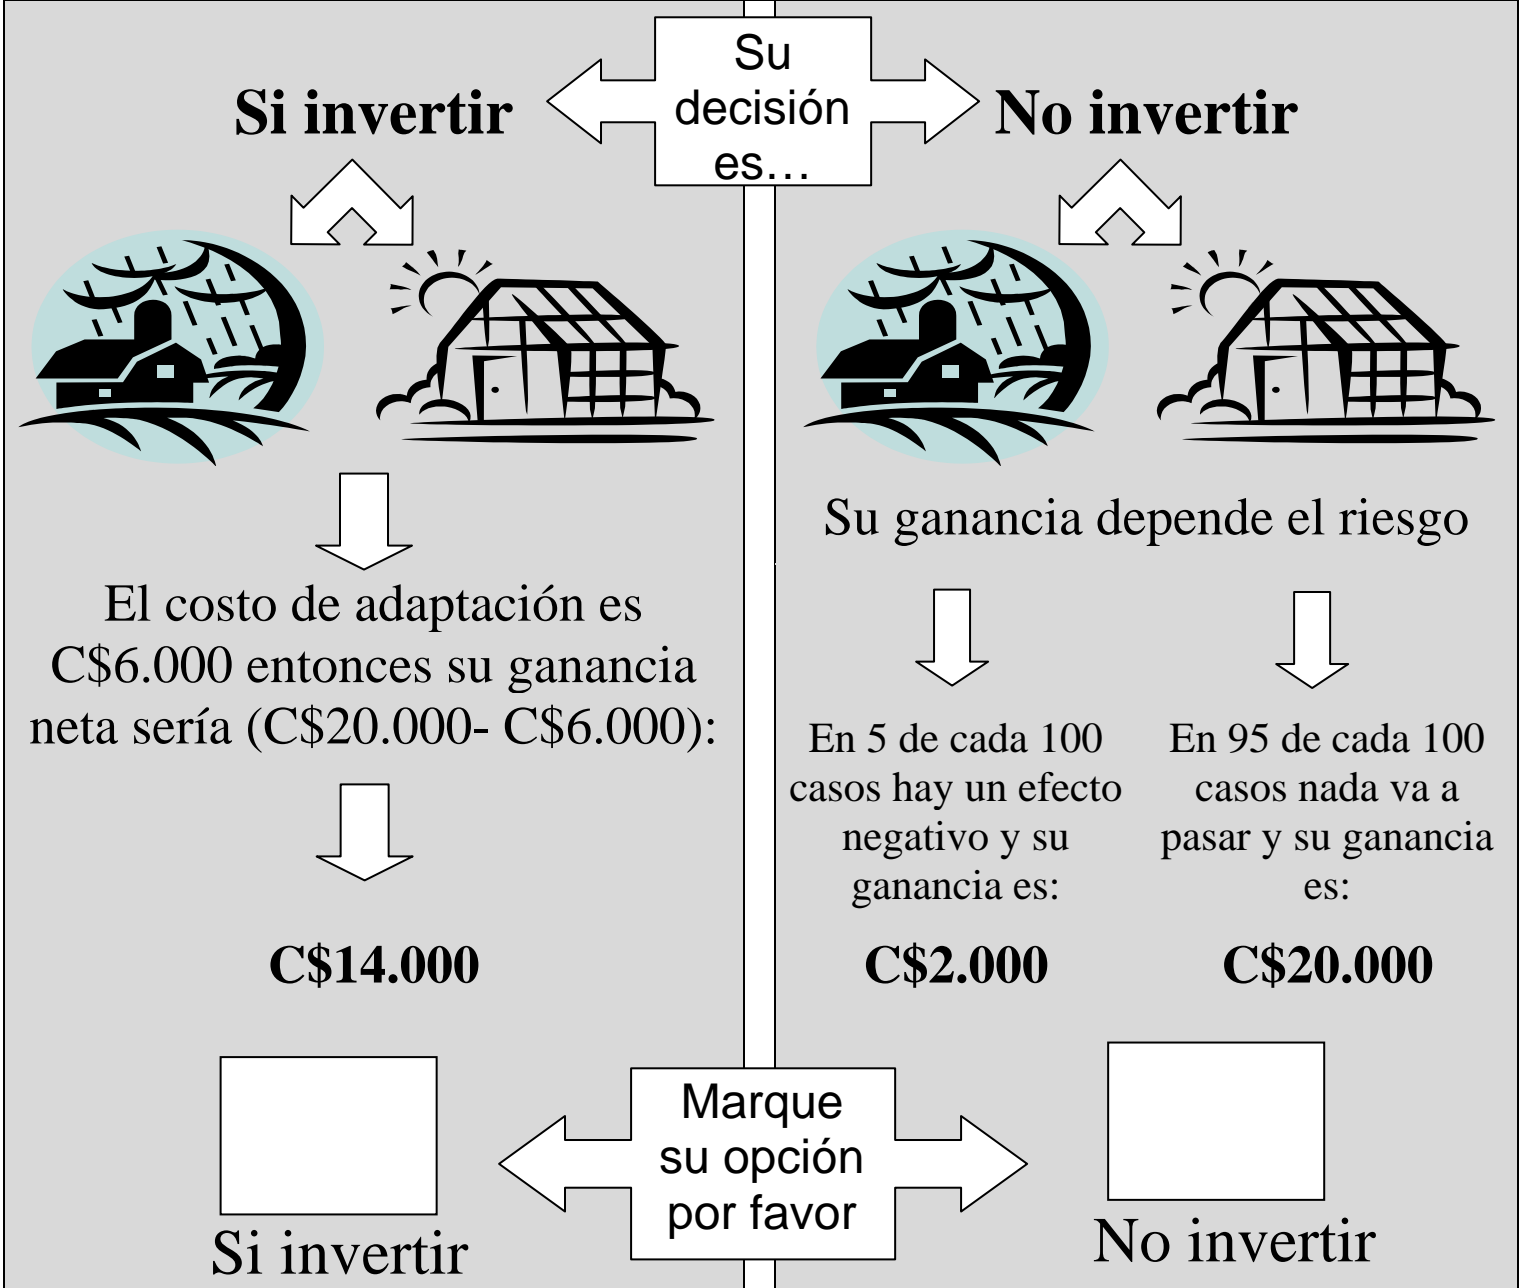 Su
decisión
es…
Si invertir
No invertir
El costo de adaptación es
C$6.000 entonces su ganancia
neta sería (C$20.000- C$6.000):
C$14.000
Su ganancia depende el riesgo
En 5 de cada 100
casos hay un efecto
negativo y su
ganancia es:
C$2.000
En 95 de cada 100
casos nada va a
pasar y su ganancia
es:
C$20.000
Marque
su opción
por favor
Si invertir
No invertir